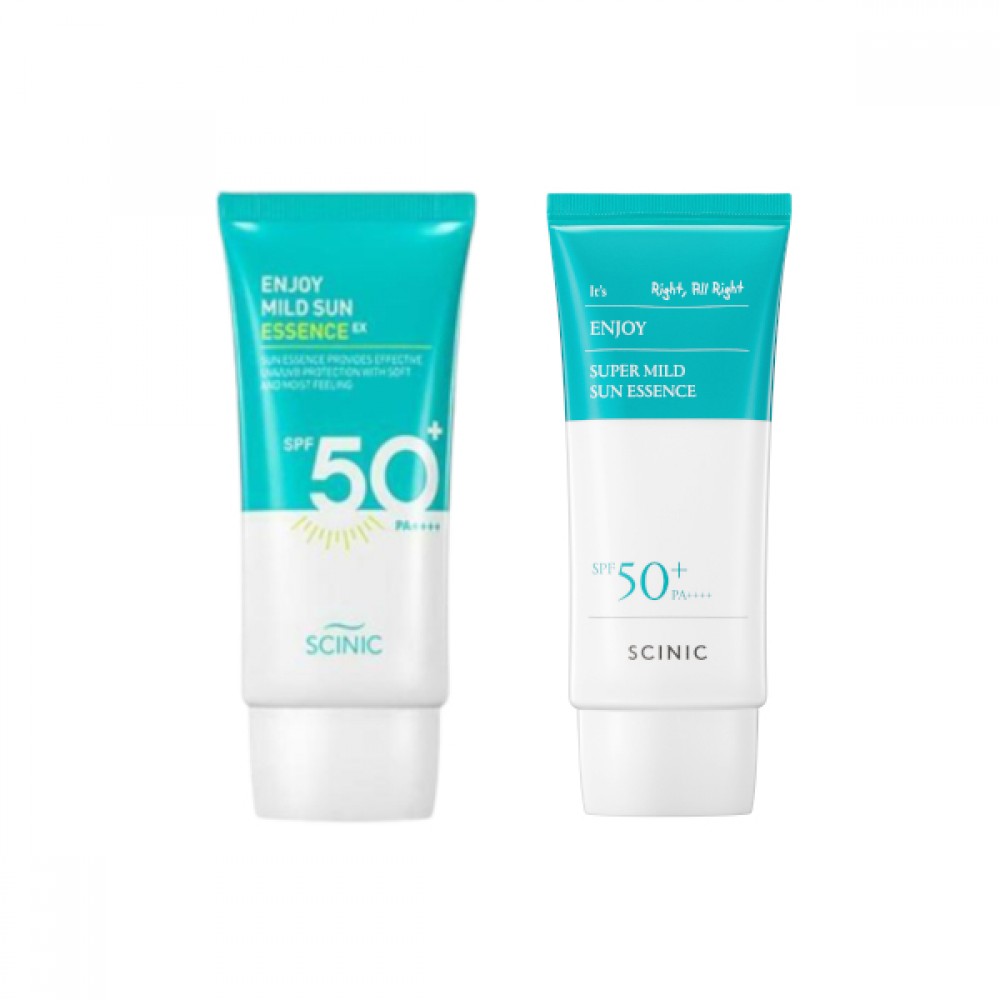 ENJOY
MILD SUN
ESSENCE EX
SUN ESSENCE PROVIDES EFFECTIVE
UVA/UVB PROTECTION WITH SOFT
AND MOIST FEELING
SPF 50+
PA++++
SCINIC
It's Right, All Right
ENJOY
SUPER MILD
SUN ESSENCE
SPF 50+
PA++++
SCINIC